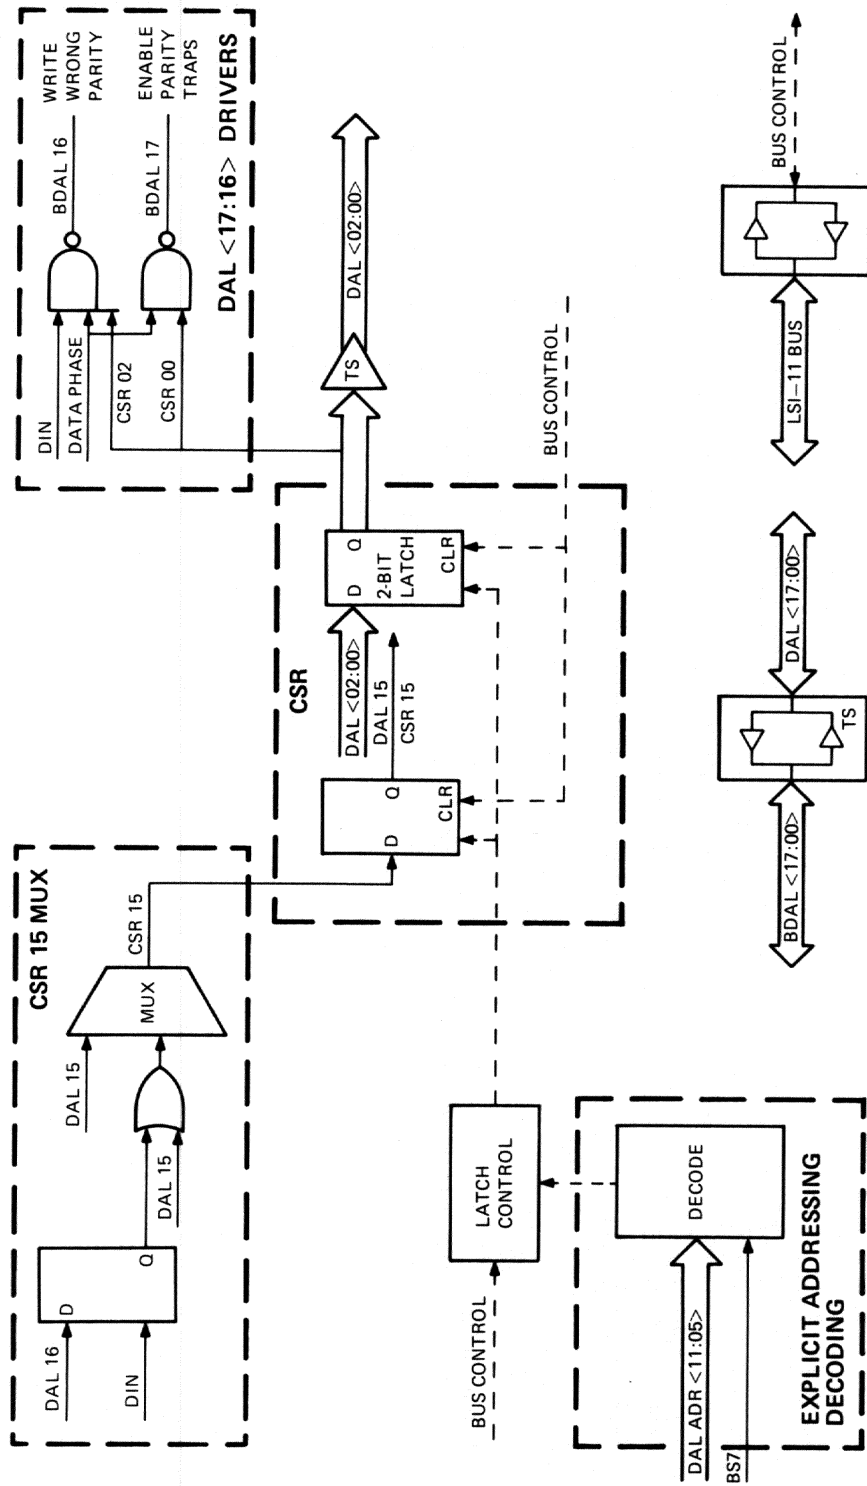 CSR 15 MUX
DAL 16
DIN
D
Q
DAL 15
DAL 15
MUX
CSR 15
DIN
DATA PHASE
CSR 02
CSR 00
BDAL 16
BDAL 17
WRITE
WRONG
PARITY
ENABLE
PARITY
TRAPS
DAL <17:16> DRIVERS
CSR
D
Q
CLR
DAL <02:00>
DAL 15
CSR 15
D Q
2-BIT
LATCH
CLR
TS
DAL <02:00>
BUS CONTROL
BUS CONTROL
LATCH
CONTROL
DAL ADR <11:05>
BS7
DECODE
EXPLICIT ADDRESSING
DECODING
BDAL <17:00>
TS
DAL <17:00>
LSI-11 BUS
BUS CONTROL